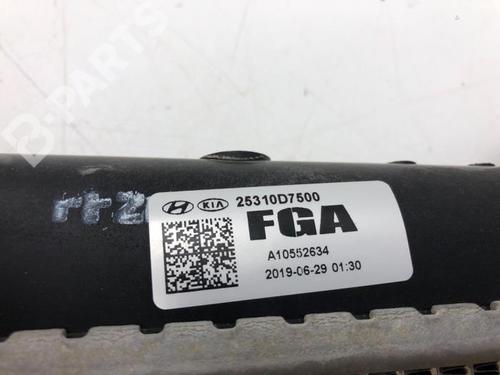 B-PARTS
rt2
KIA 25310D7500
FGA
A10552634
2019-06-29 01:30